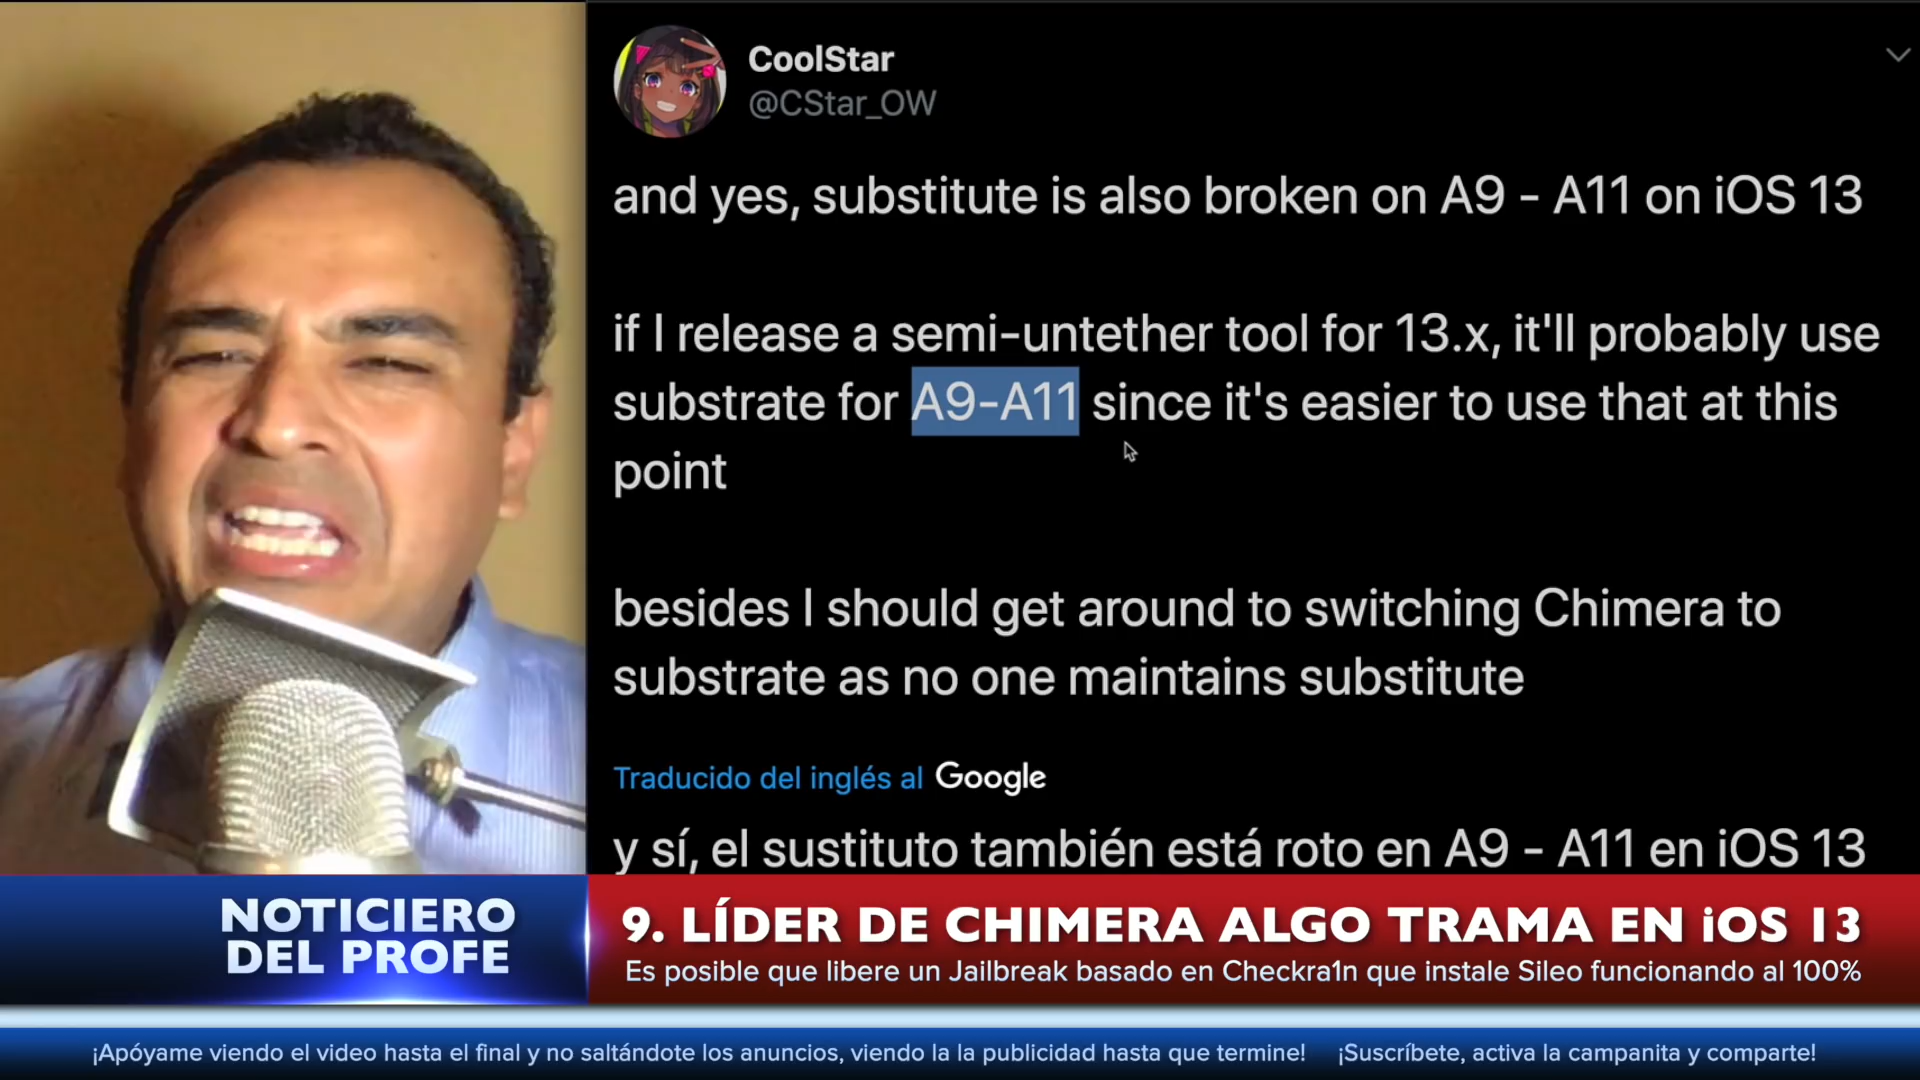 CoolStar
@CStar_OW
and yes, substitute is also broken on A9 - A11 on iOS 13
if I release a semi-untether tool for 13.x, it'll probably use
substrate for A9-A11 since it's easier to use that at this
point
besides I should get around to switching Chimera to
substrate as no one maintains substitute
Traducido del inglés al Google
y sí, el sustituto también está roto en A9 - A11 en iOS 13
NOTICIERO
DEL PROFE
9. LÍDER DE CHIMERA ALGO TRAMA EN iOS 13
Es posible que libere un Jailbreak basado en Checkra1n que instale Sileo funcionando al 100%
¡Apóyame viendo el video hasta el final y no saltándote los anuncios, viendo la la publicidad hasta que termine! ¡Suscríbete, activa la campanita y comparte!